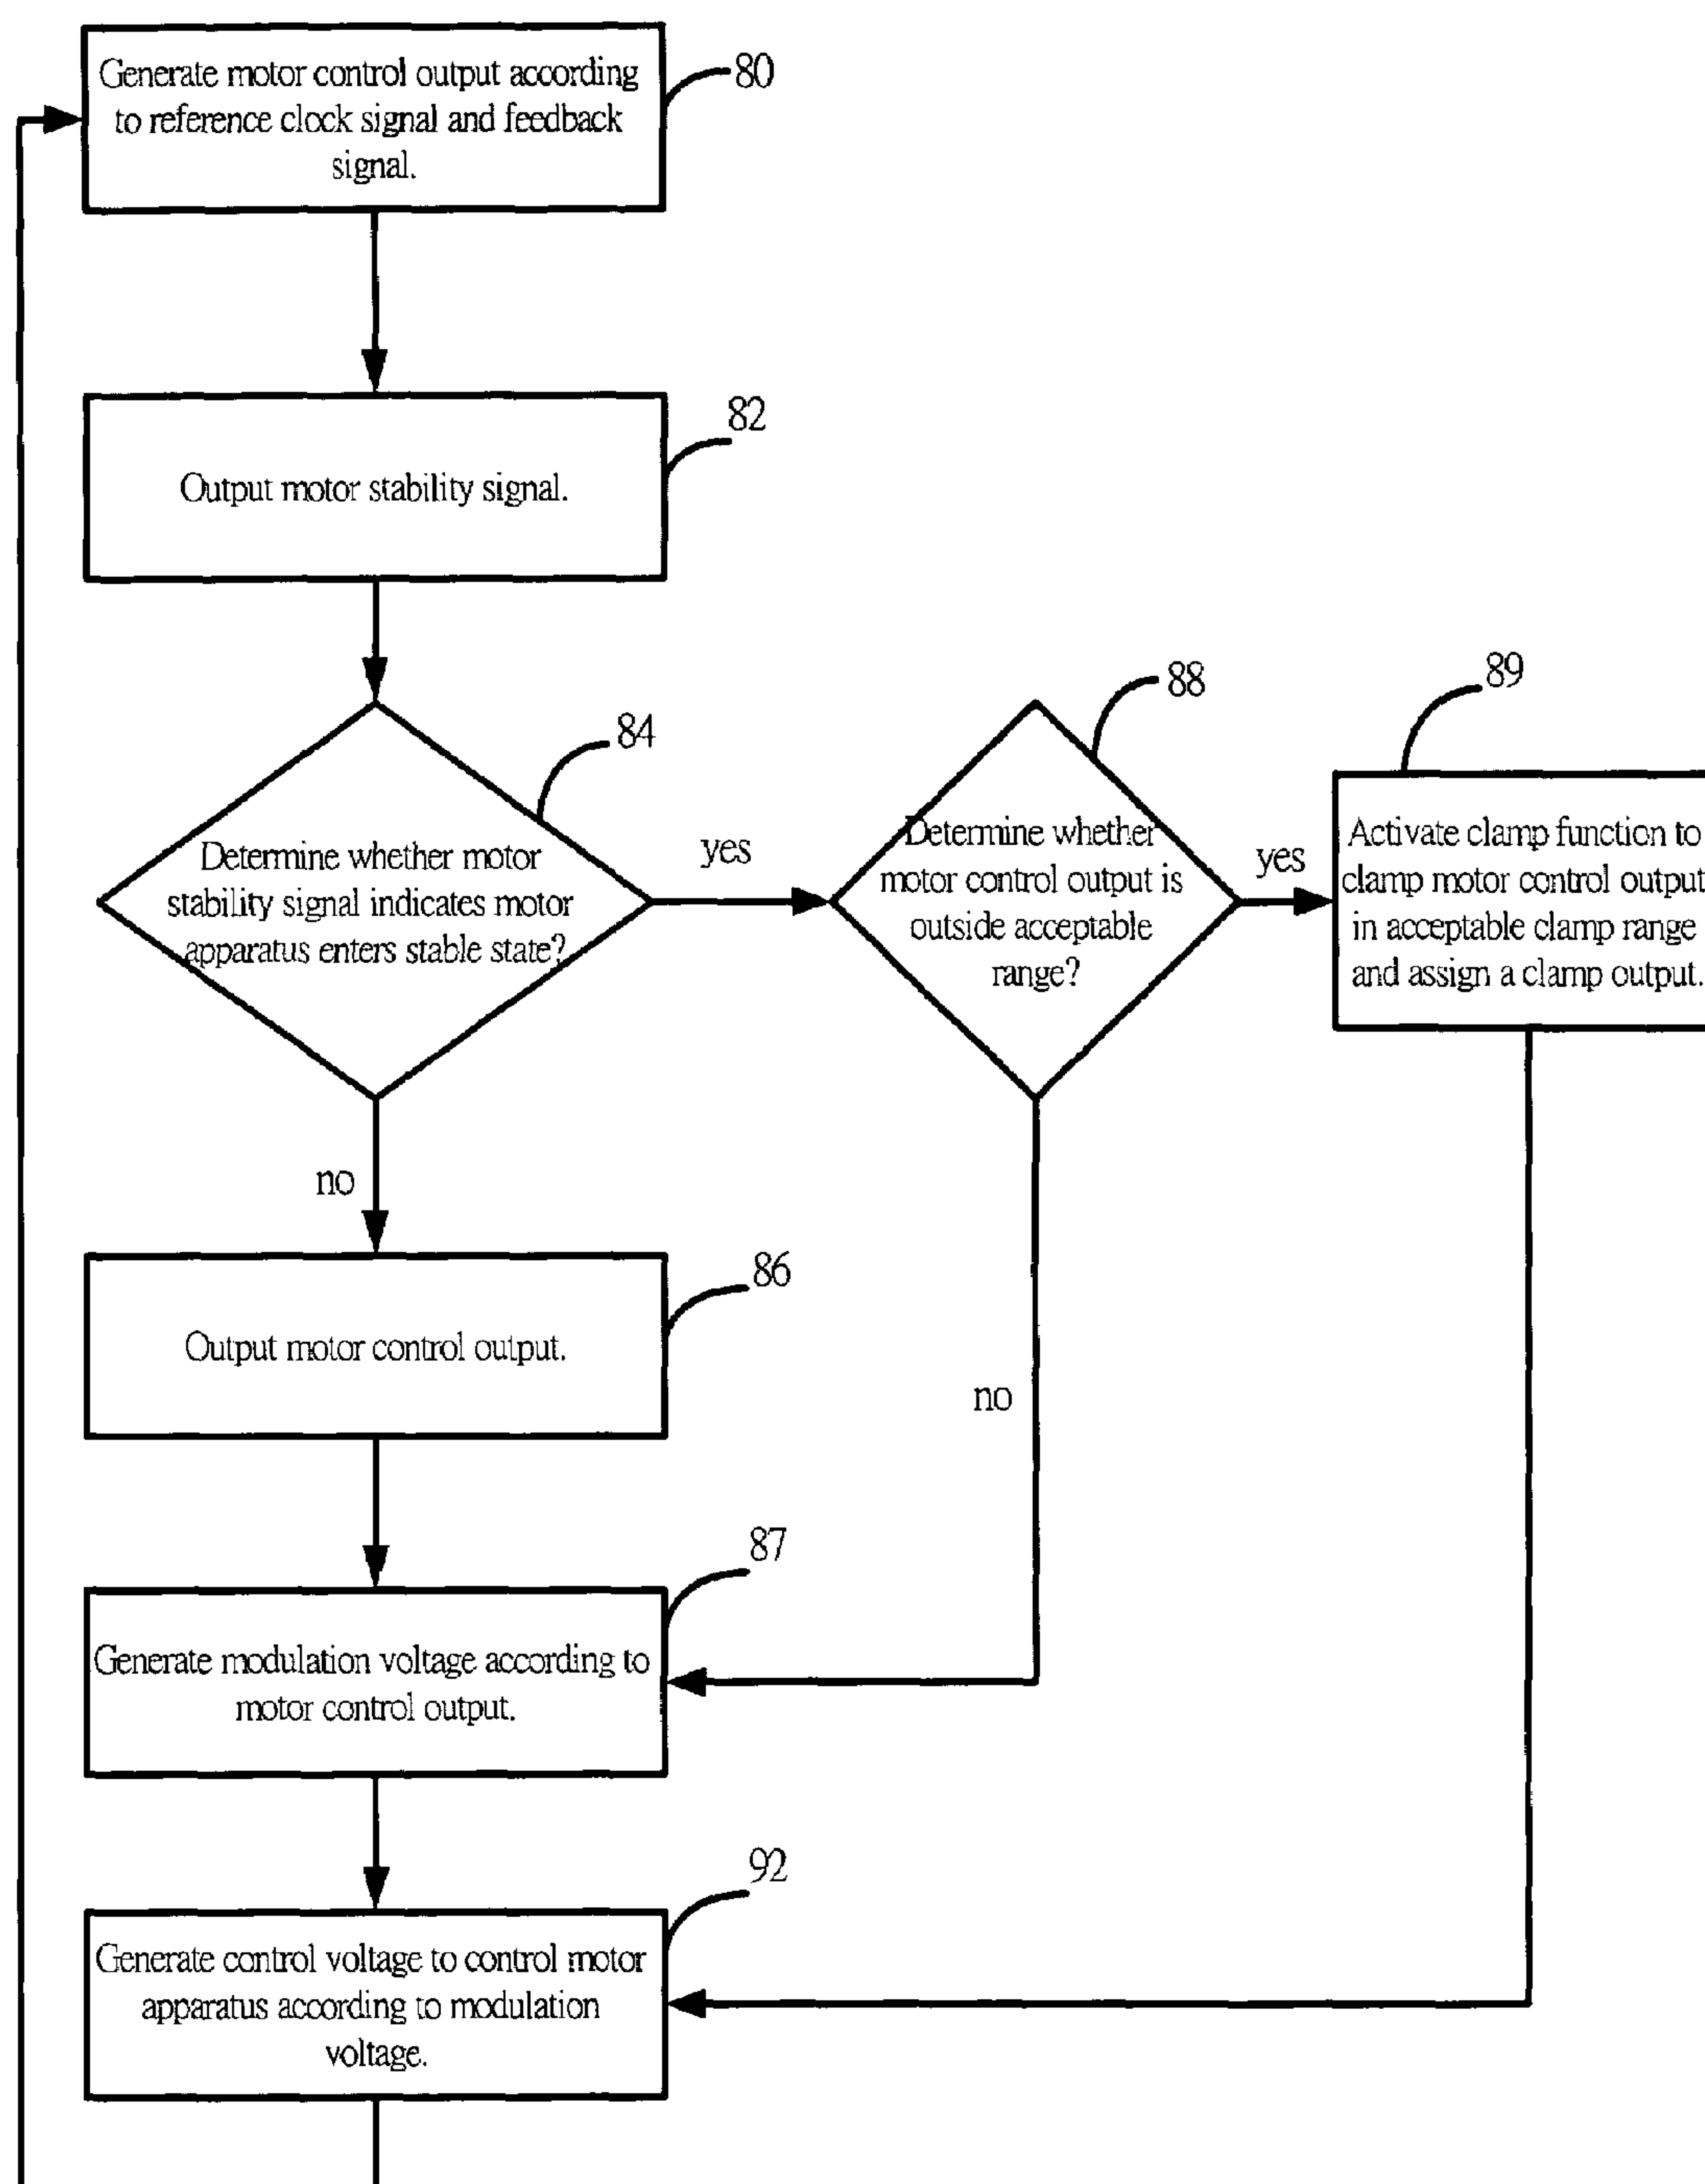 Generate motor control output according
to reference clock signal and feedback
signal.
80
Output motor stability signal.
82
Determine whether motor
stability signal indicates motor
apparatus enters stable state?
84
yes
no
Determine whether
motor control output is
outside acceptable
range?
88
yes
no
Activate clamp function to
clamp motor control output
in acceptable clamp range
and assign a clamp output.
89
Output motor control output.
86
Generate modulation voltage according to
motor control output.
87
Generate control voltage to control motor
apparatus according to modulation
voltage.
92